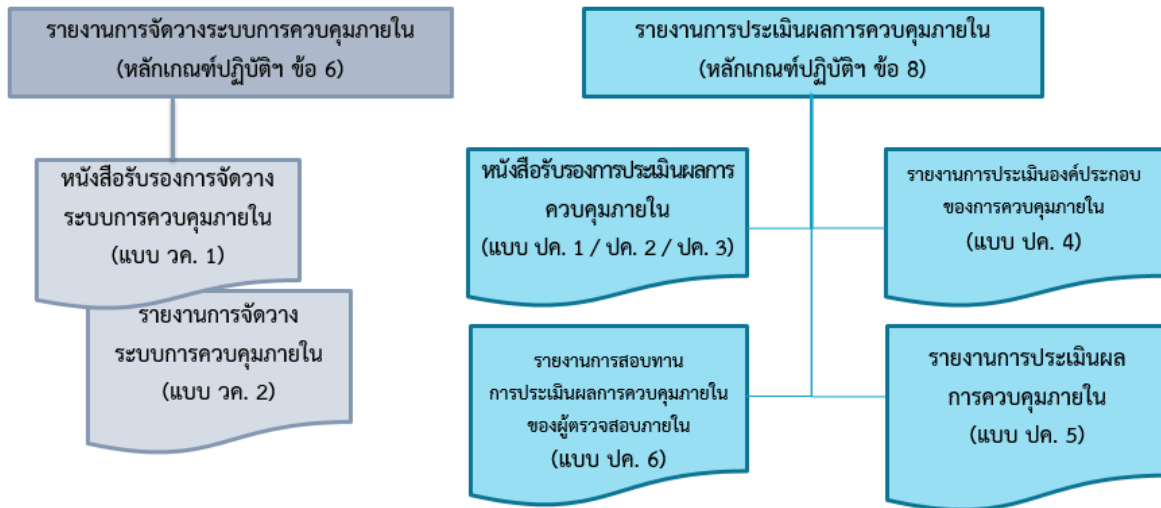 รายงานการจัดวางระบบการควบคุมภายใน
(หลักเกณฑ์ปฏิบัติฯ ข้อ 6)
หนังสือรับรองการจัดวาง
ระบบการควบคุมภายใน
(แบบ วค. 1)
รายงานการจัดวาง
ระบบการควบคุมภายใน
(แบบ วค. 2)
รายงานการประเมินผลการควบคุมภายใน
(หลักเกณฑ์ปฏิบัติฯ ข้อ 8)
หนังสือรับรองการประเมินผลการ
ควบคุมภายใน
(แบบ ปค. 1 / ปค. 2 / ปค. 3)
รายงานการประเมินองค์ประกอบ
ของการควบคุมภายใน
(แบบ ปค. 4)
รายงานการสอบทาน
การประเมินผลการควบคุมภายใน
ของผู้ตรวจสอบภายใน
(แบบ ปค. 6)
รายงานการประเมินผล
การควบคุมภายใน
(แบบ ปค. 5)